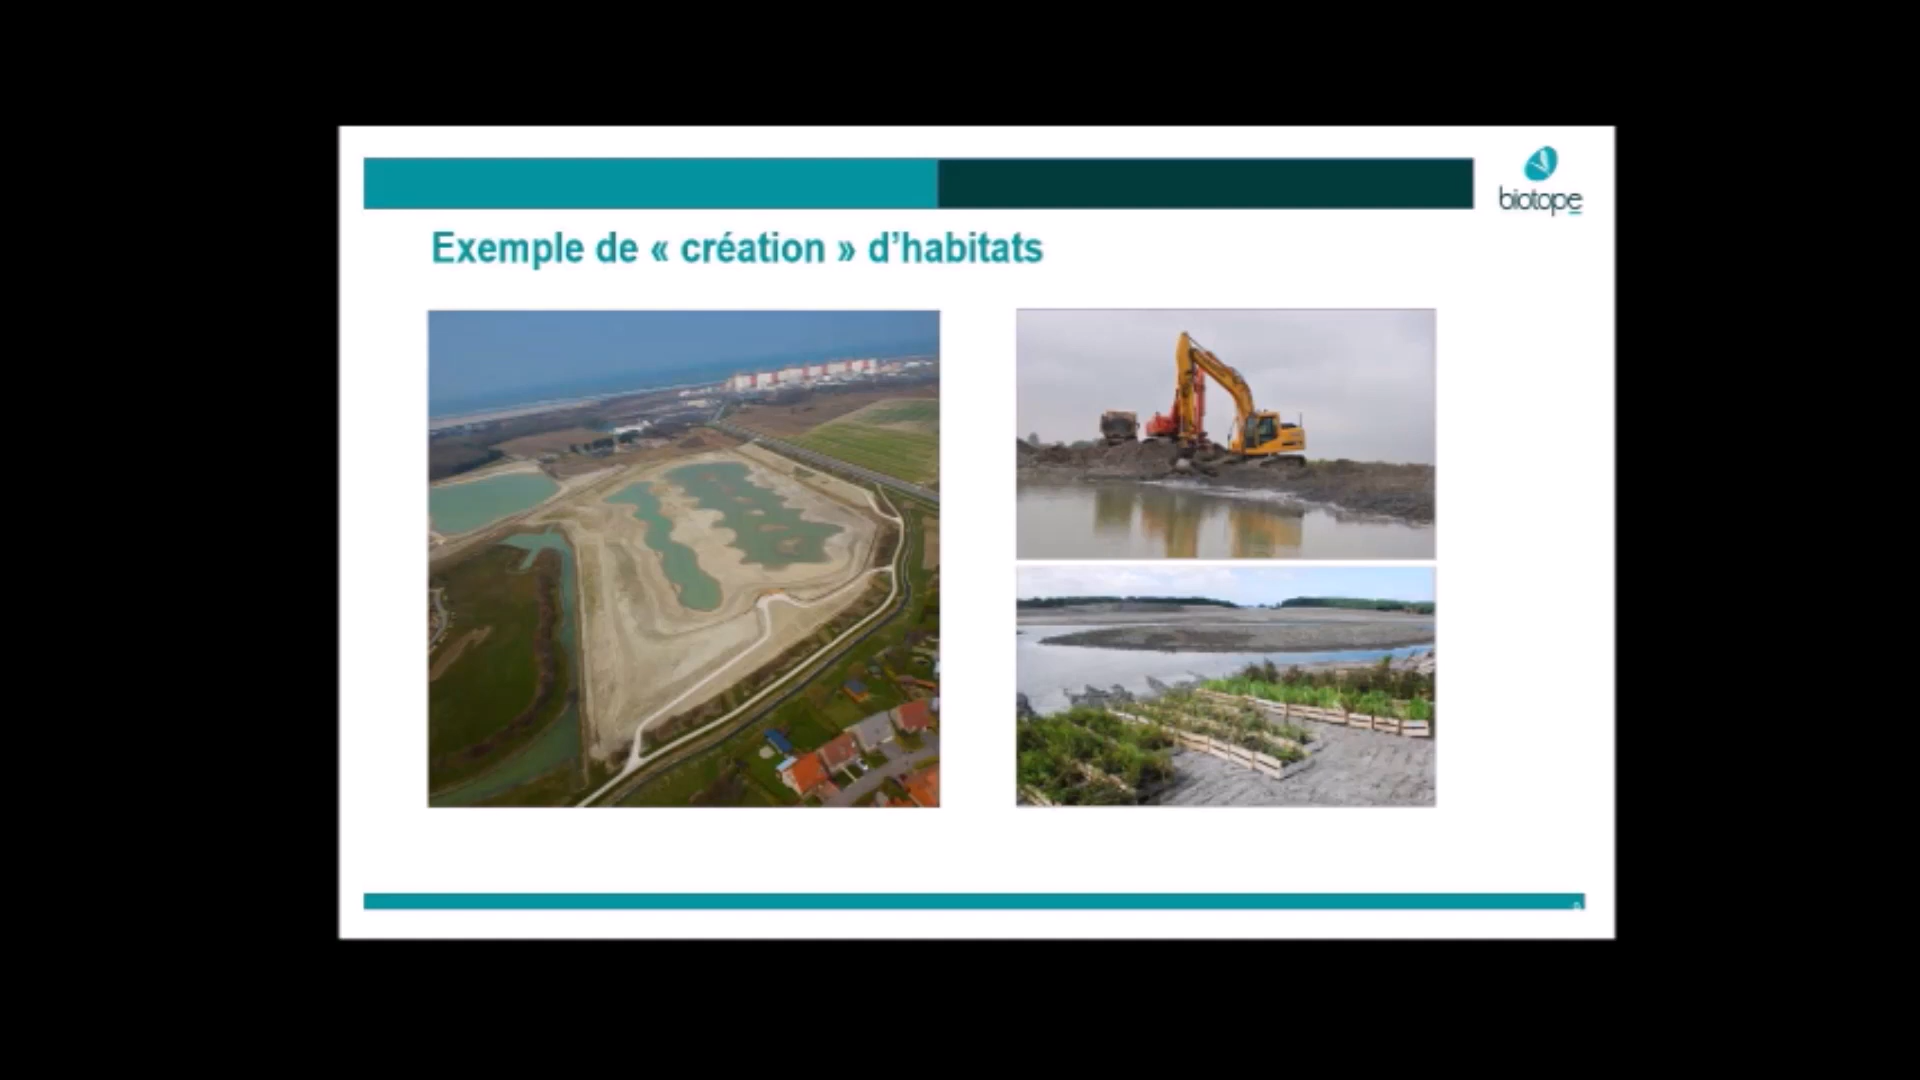 biotope
Exemple de « création » d’habitats